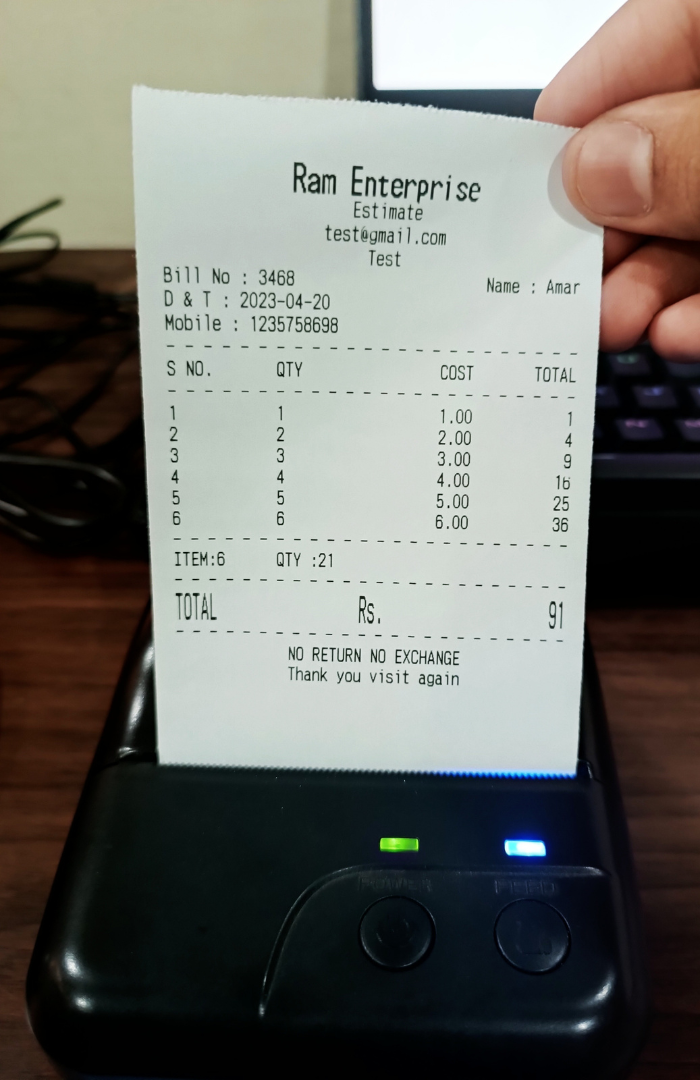 Ram Enterprise
Estimate
test@gmail.com
Test
Bill No : 3468
Name : Amar
D & T : 2023-04-20
Mobile : 1235758698
S NO. QTY COST TOTAL
1 1 1.00 1
2 2 2.00 4
3 3 3.00 9
4 4 4.00 16
5 5 5.00 25
6 6 6.00 36
ITEM:6 QTY :21
TOTAL Rs. 91
NO RETURN NO EXCHANGE
Thank you visit again
POWER FEED